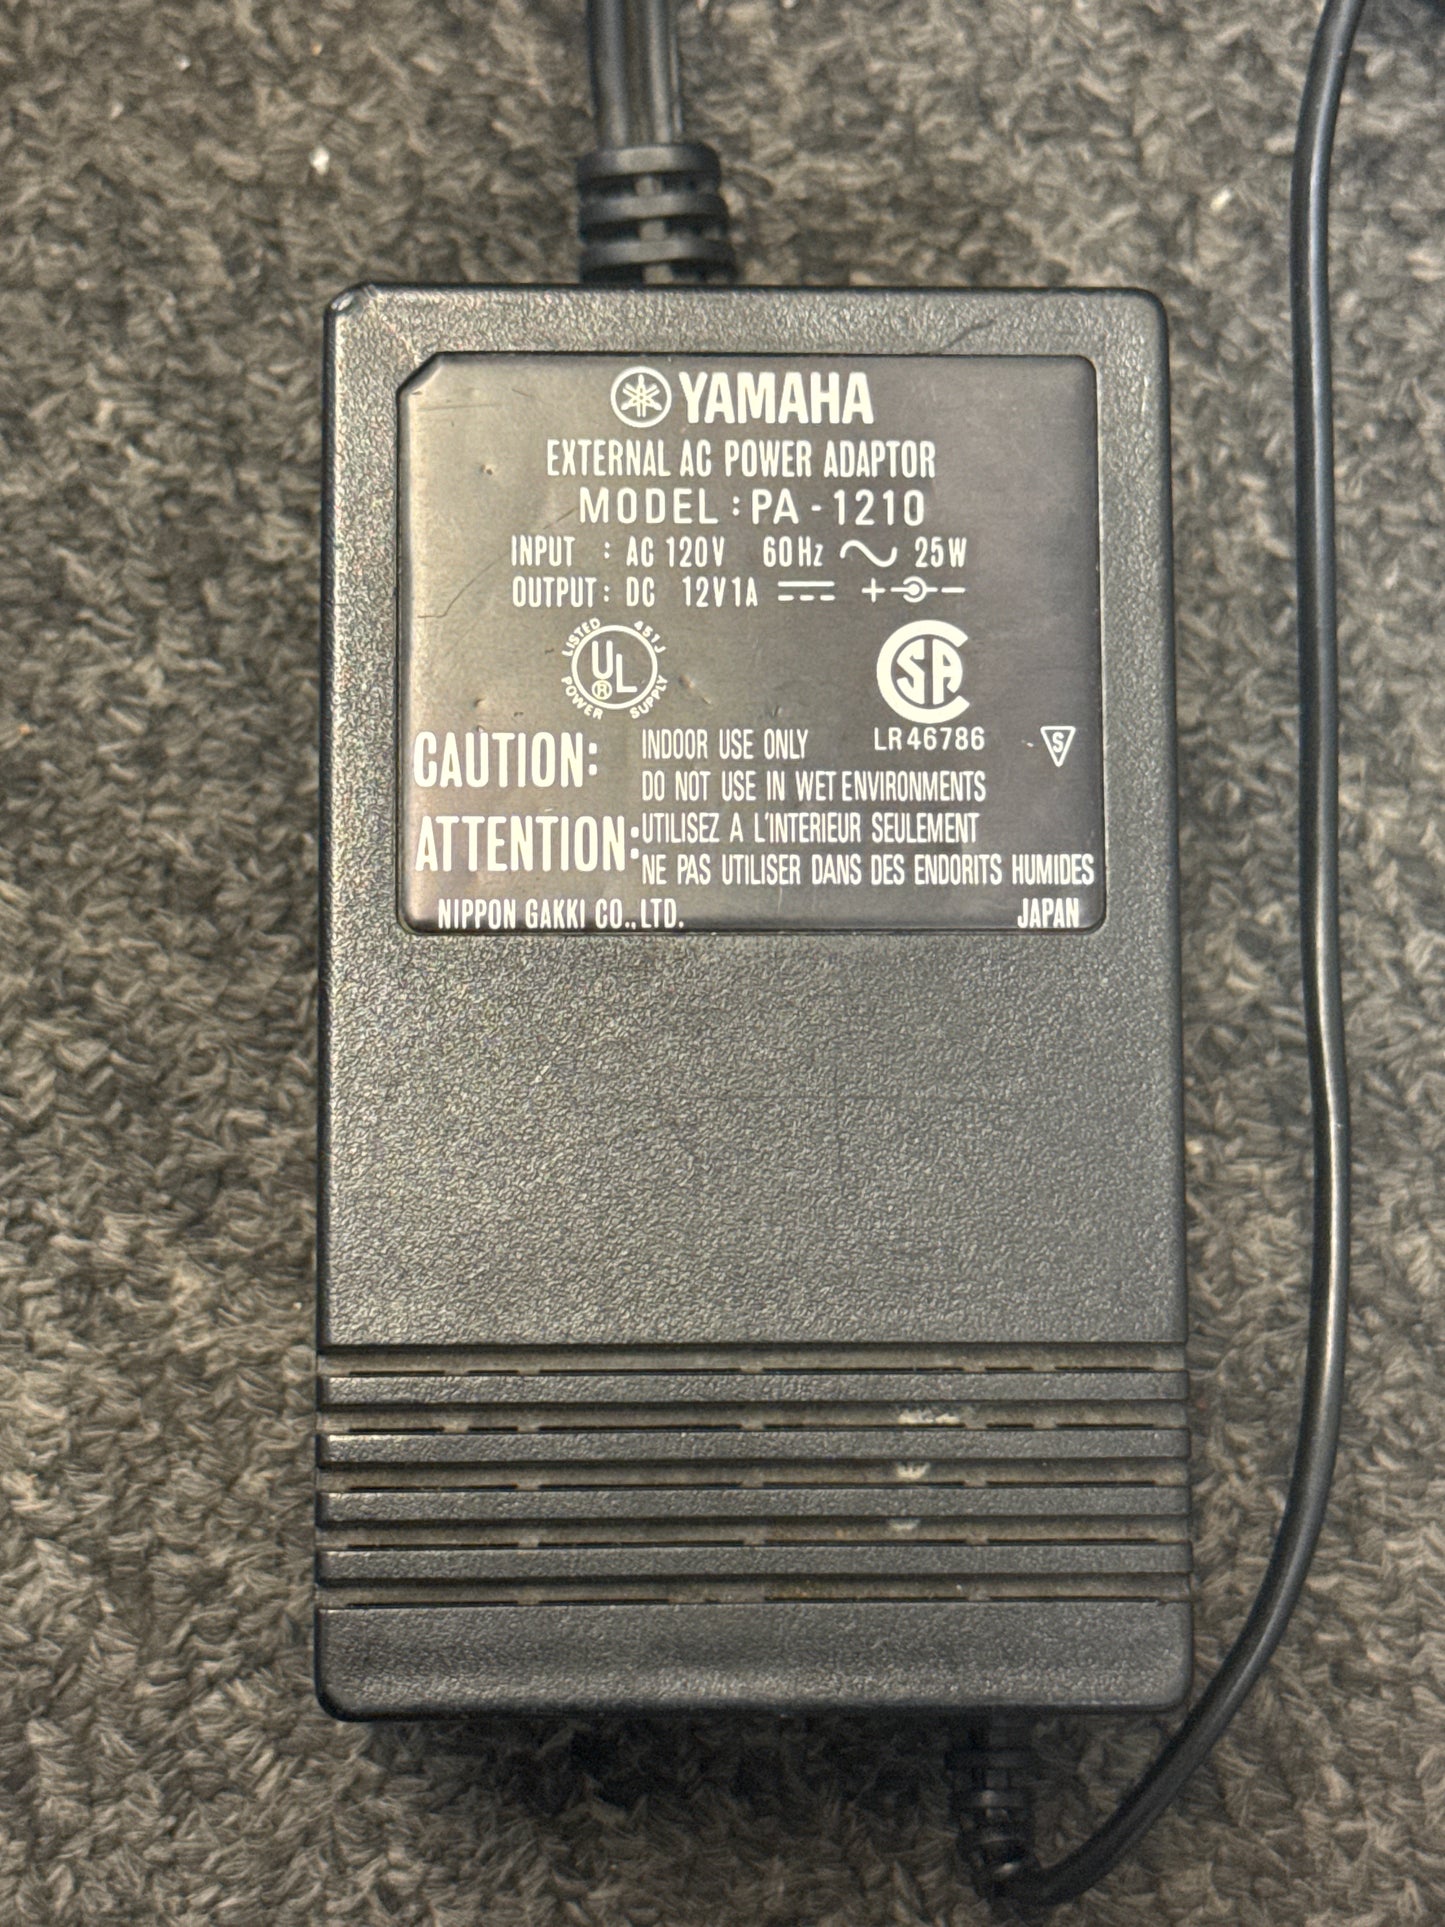 YAMAHA
EXTERNAL AC POWER ADAPTOR
MODEL : PA - 1210
INPUT : AC 120V 60Hz 25W
OUTPUT : DC 12V1A + -
LISTED 451J
UL ®
POWER SUPPLY
SA
LR46786
S
CAUTION: INDOOR USE ONLY
DO NOT USE IN WET ENVIRONMENTS
ATTENTION: UTILISEZ A L'INTERIEUR SEULEMENT
NE PAS UTILISER DANS DES ENDORITS HUMIDES
NIPPON GAKKI CO., LTD. JAPAN